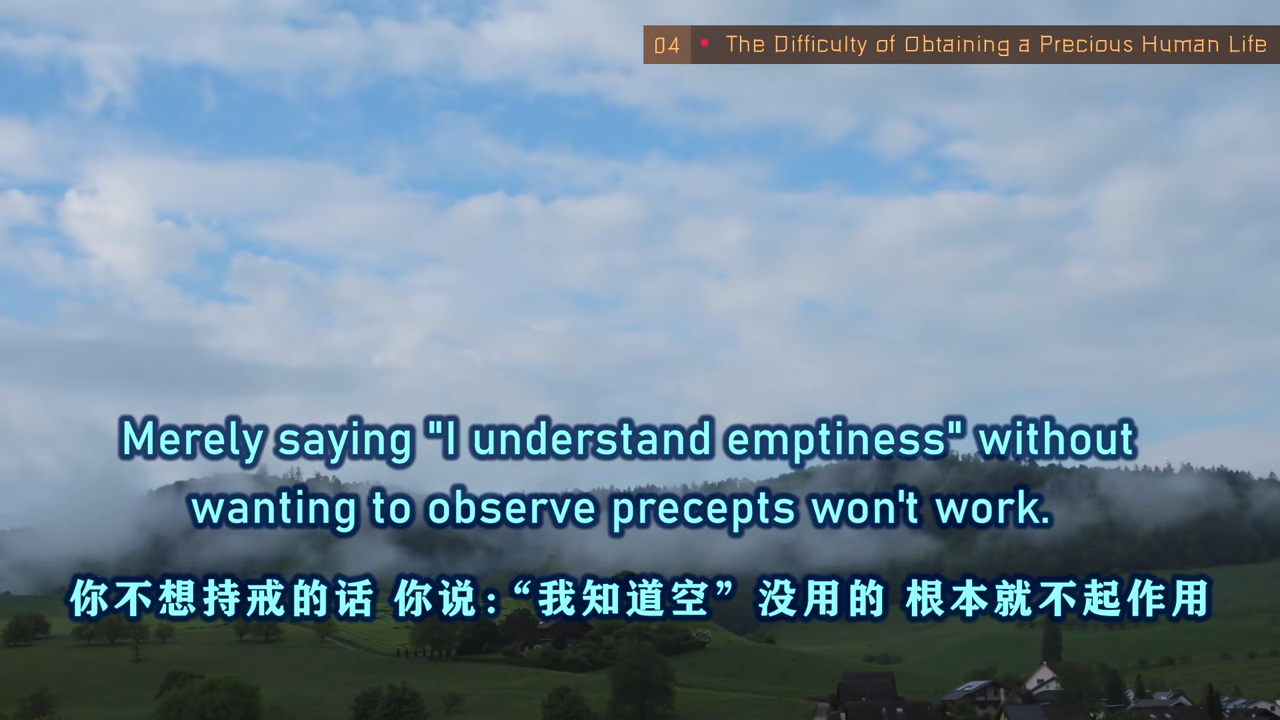 04 • The Difficulty of Obtaining a Precious Human Life
Merely saying "I understand emptiness" without
wanting to observe precepts won't work.
你不想持戒的话 你说:“我知道空” 没用的 根本就不起作用